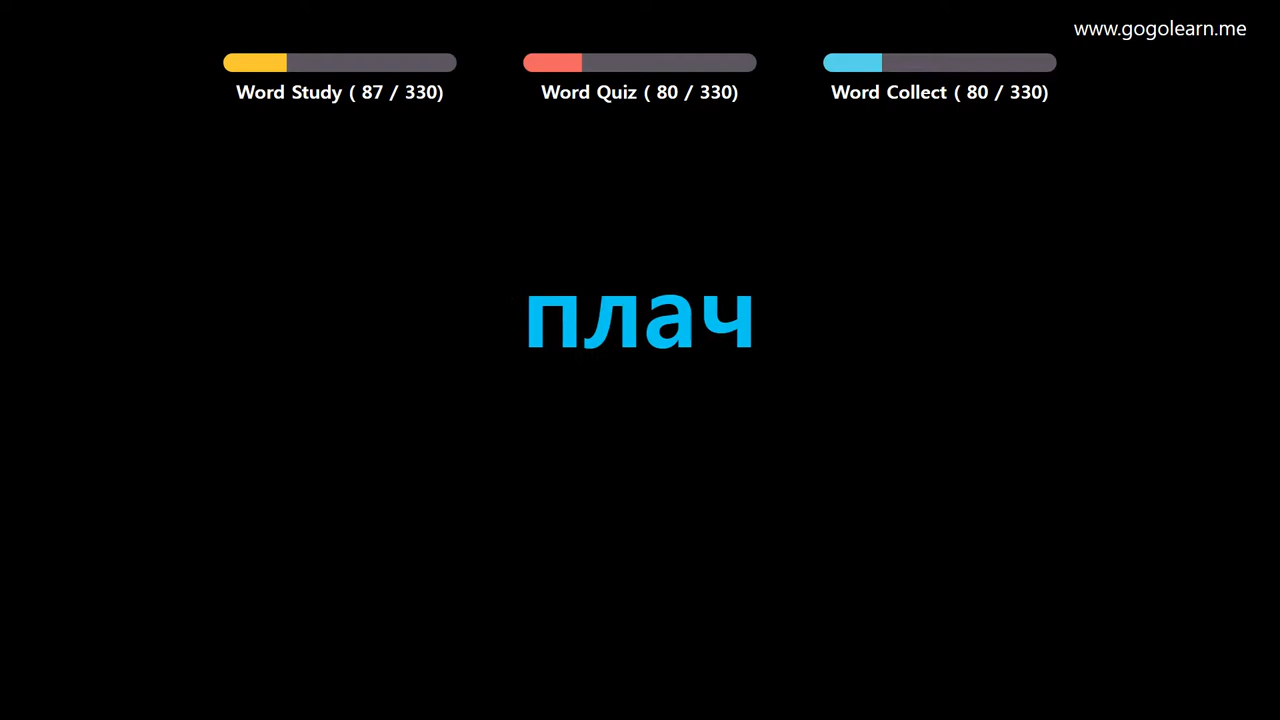 www.gogolearn.me
Word Study ( 87 / 330) Word Quiz ( 80 / 330) Word Collect ( 80 / 330)
плач